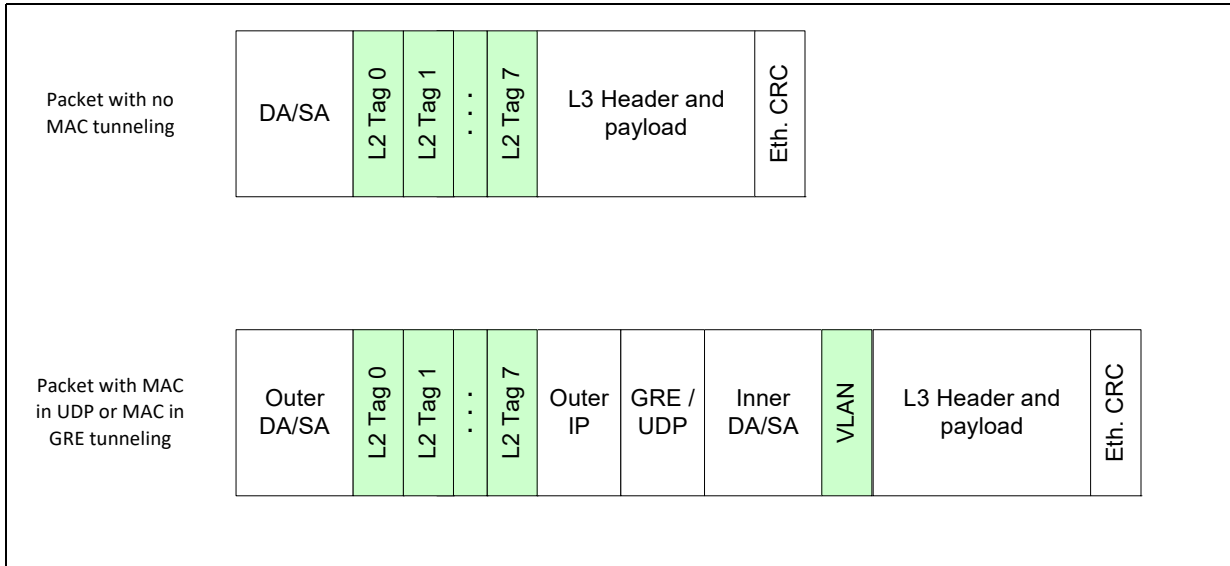 Packet with no
MAC tunneling
DA/SA
L2 Tag 0
L2 Tag 1
. . .
L2 Tag 7
L3 Header and
payload
Eth. CRC
Packet with MAC
in UDP or MAC in
GRE tunneling
Outer
DA/SA
L2 Tag 0
L2 Tag 1
. . .
L2 Tag 7
Outer
IP
GRE /
UDP
Inner
DA/SA
VLAN
L3 Header and
payload
Eth. CRC